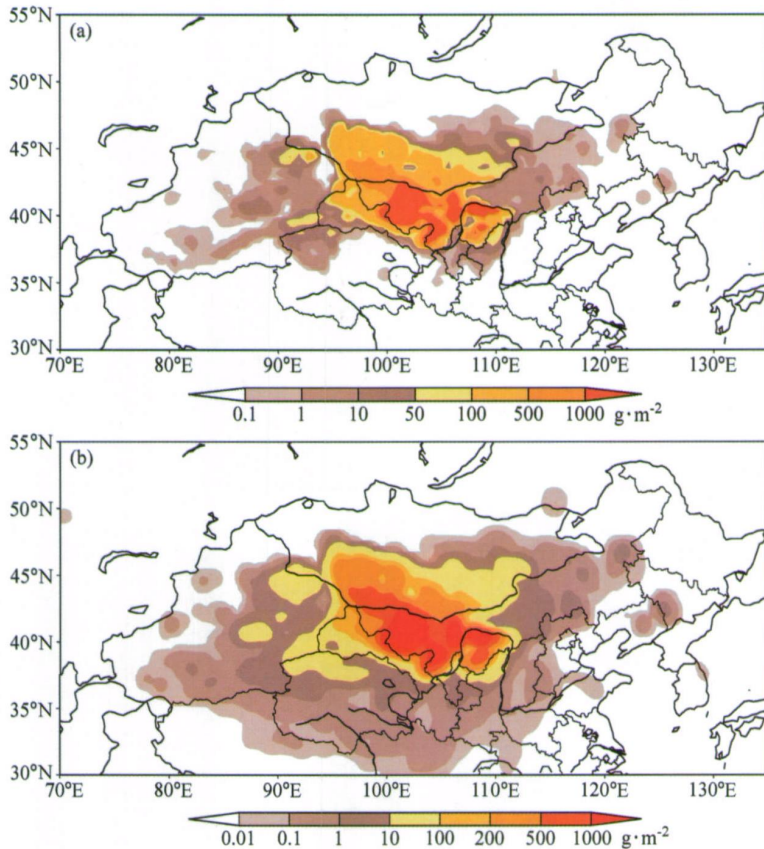 55°N
(a)
50°N
45°N
40°N
35°N
30°N
70°E 80°E 90°E 100°E 110°E 120°E 130°E
0.1 1 10 50 100 500 1000 g·m⁻²
55°N
(b)
50°N
45°N
40°N
35°N
30°N
70°E 80°E 90°E 100°E 110°E 120°E 130°E
0.01 0.1 1 10 100 200 500 1000 g·m⁻²